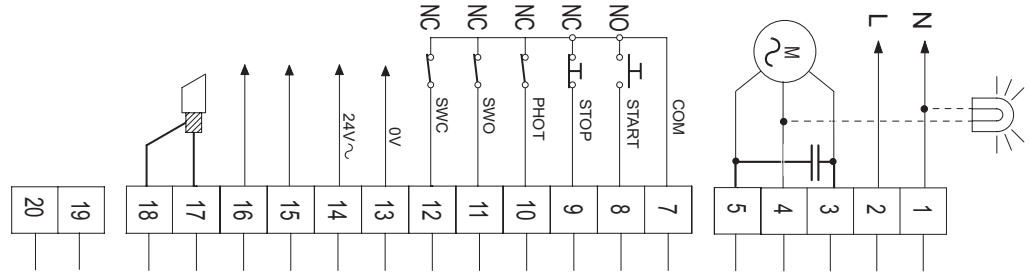 NC NC NC NC NO
L N
M
SWC SWO PHOT STOP START COM
24V~ 0V
20 19 18 17 16 15 14 13 12 11 10 9 8 7 5 4 3 2 1